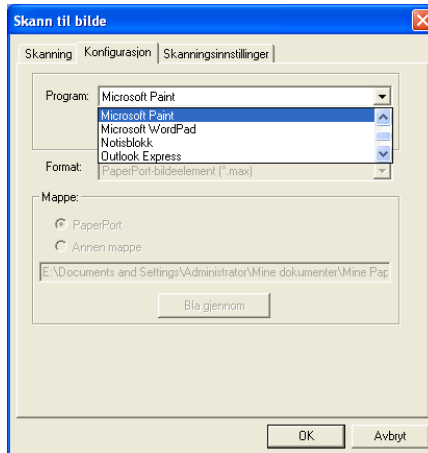 Skann til bilde
Skanning Konfigurasjon Skanningsinnstillinger
Program: Microsoft Paint
Microsoft Paint
Microsoft WordPad
Notisblokk
Outlook Express
Format: PaperPort-bildeelement (*.max)
Mappe:
PaperPort
Annen mappe
E:\Documents and Settings\Administrator\Mine dokumenter\Mine Pap
Bla gjennom
OK Avbryt